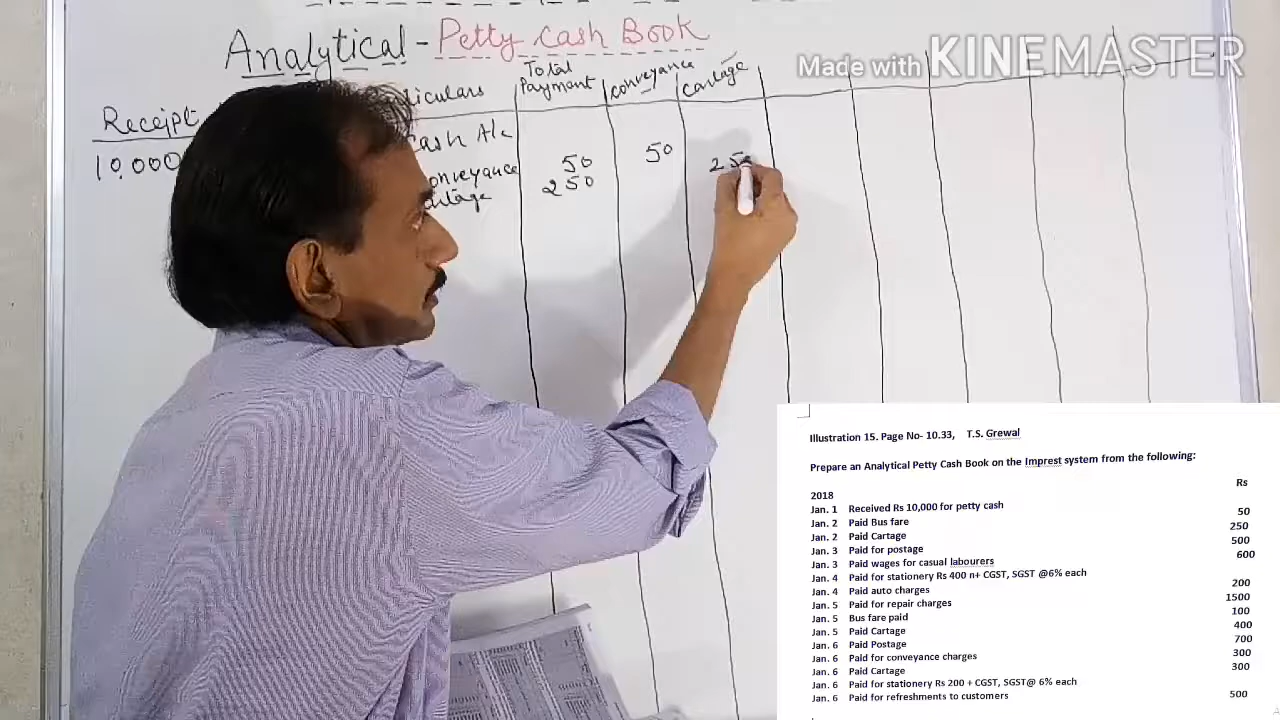 Analytical - Petty Cash Book
Made with KINEMASTER
Receipt
iculars
Total Payment
conveyance
cartage
10,000
Cash A/c
onveyance 50 50
250 250
Illustration 15. Page No- 10.33, T.S. Grewal
Prepare an Analytical Petty Cash Book on the Imprest system from the following:
Rs
2018
Jan. 1 Received Rs 10,000 for petty cash
Jan. 2 Paid Bus fare 50
Jan. 2 Paid Cartage 250
Jan. 3 Paid for postage 500
Jan. 3 Paid wages for casual labourers 600
Jan. 4 Paid for stationery Rs 400 n+ CGST, SGST @6% each
Jan. 4 Paid auto charges 200
Jan. 5 Paid for repair charges 1500
Jan. 5 Bus fare paid 100
Jan. 5 Paid Cartage 400
Jan. 6 Paid Postage 700
Jan. 6 Paid for conveyance charges 300
Jan. 6 Paid Cartage 300
Jan. 6 Paid for stationery Rs 200 + CGST, SGST@ 6% each
Jan. 6 Paid for refreshments to customers 500